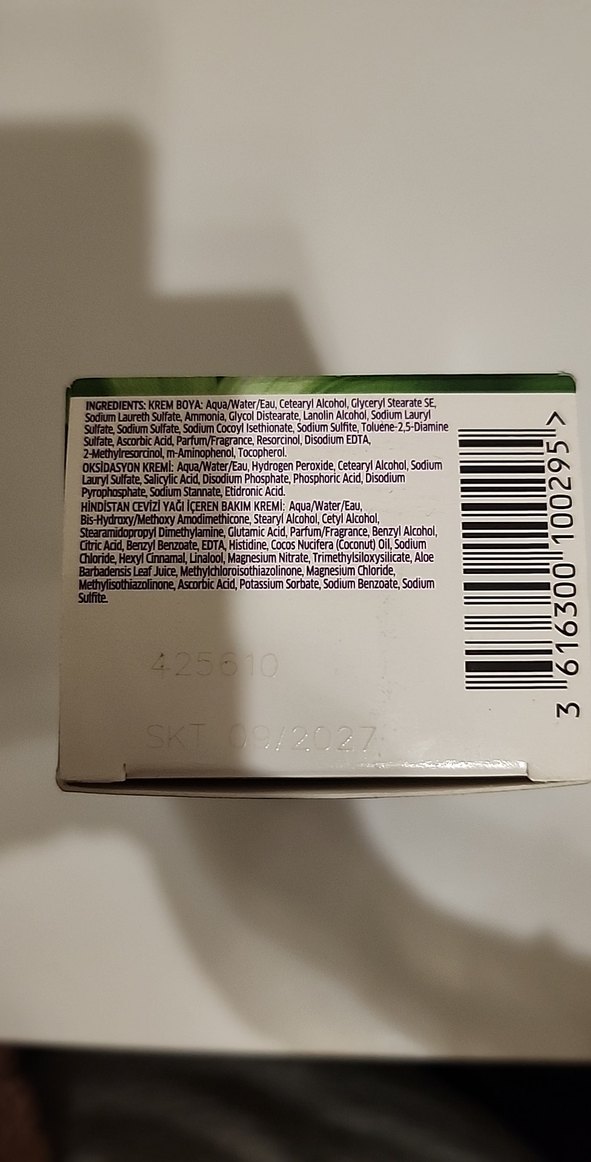 INGREDIENTS: KREM BOYA: Aqua/Water/Eau, Cetearyl Alcohol, Glyceryl Stearate SE,
Sodium Laureth Sulfate, Ammonia, Glycol Distearate, Lanolin Alcohol, Sodium Lauryl
Sulfate, Sodium Sulfate, Sodium Cocoyl Isethionate, Sodium Sulfite, Toluene-2,5-Diamine
Sulfate, Ascorbic Acid, Parfum/Fragrance, Resorcinol, Disodium EDTA,
2-Methylresorcinol, m-Aminophenol, Tocopherol.
OKSİDASYON KREMİ: Aqua/Water/Eau, Hydrogen Peroxide, Cetearyl Alcohol, Sodium
Lauryl Sulfate, Salicylic Acid, Disodium Phosphate, Phosphoric Acid, Disodium
Pyrophosphate, Sodium Stannate, Etidronic Acid.
HİNDİSTAN CEVİZİ YAĞI İÇEREN BAKIM KREMİ: Aqua/Water/Eau,
Bis-Hydroxy/Methoxy Amodimethicone, Stearyl Alcohol, Cetyl Alcohol,
Stearamidopropyl Dimethylamine, Glutamic Acid, Parfum/Fragrance, Benzyl Alcohol,
Citric Acid, Benzyl Benzoate, EDTA, Histidine, Cocos Nucifera (Coconut) Oil, Sodium
Chloride, Hexyl Cinnamal, Linalool, Magnesium Nitrate, Trimethylsiloxysilicate, Aloe
Barbadensis Leaf Juice, Methylchloroisothiazolinone, Magnesium Chloride,
Methylisothiazolinone, Ascorbic Acid, Potassium Sorbate, Sodium Benzoate, Sodium
Sulfite.
425610
SKT 09/2027
3 616300 100295 >